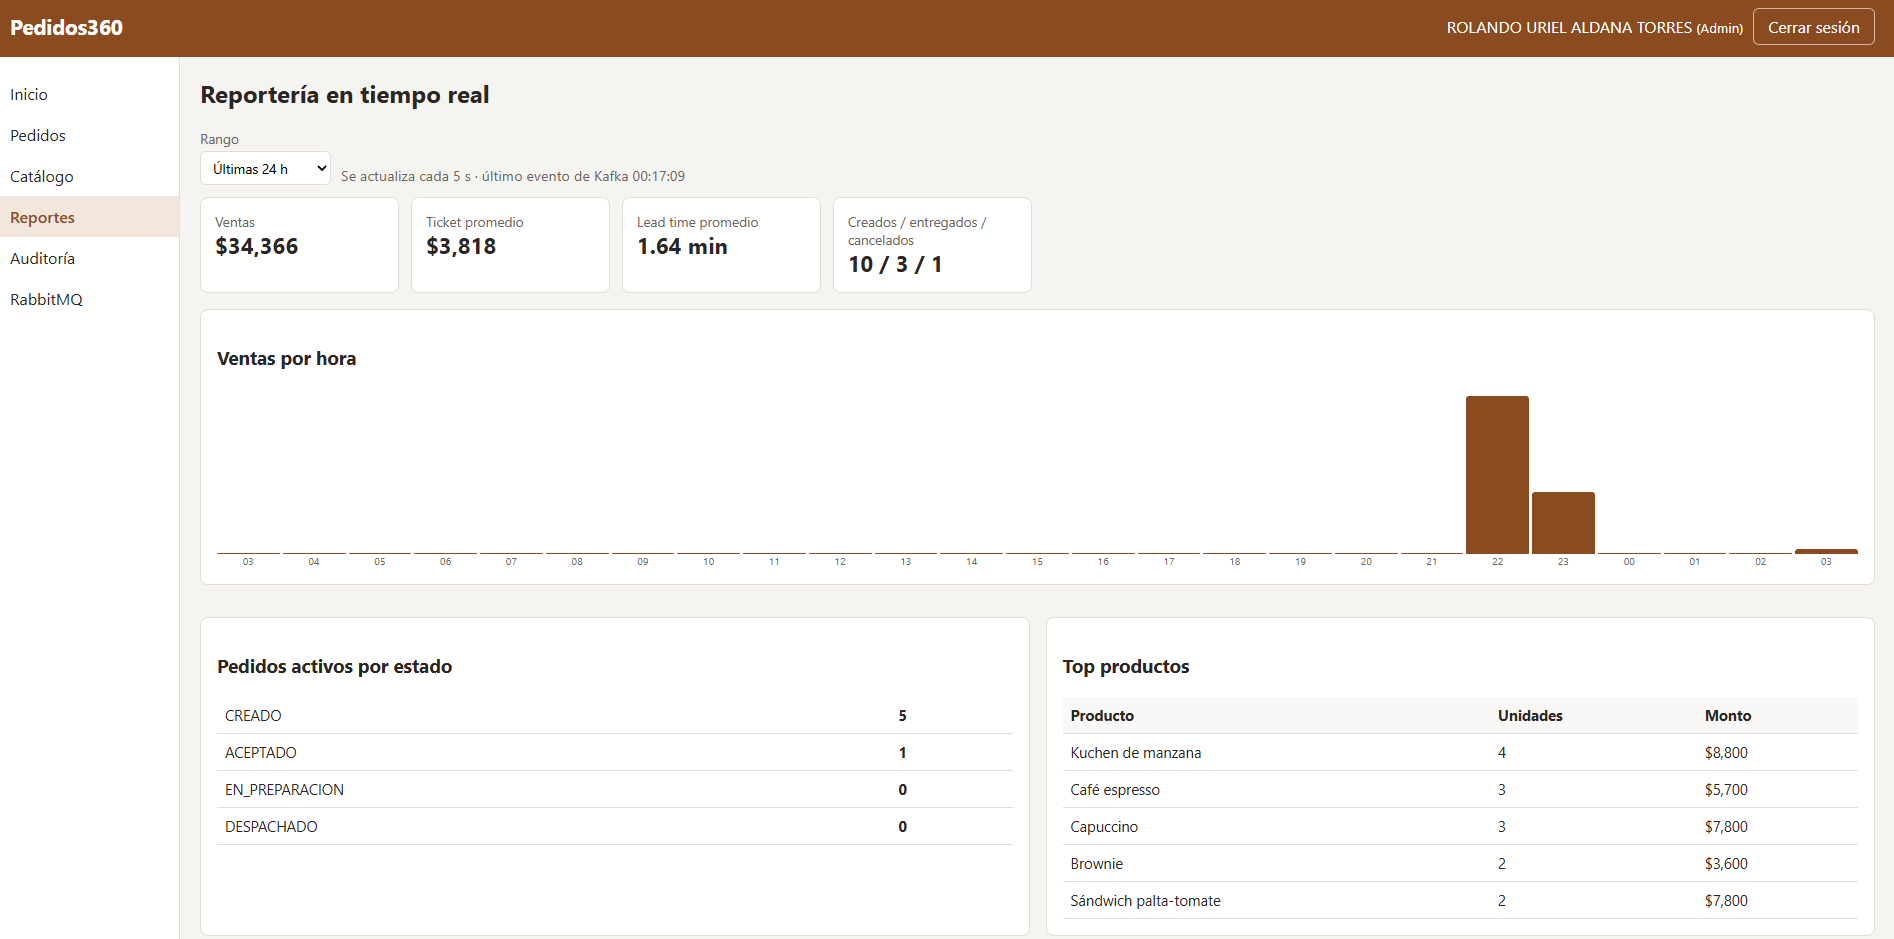 Pedidos360
ROLANDO URIEL ALDANA TORRES (Admin)
Cerrar sesión
Inicio
Pedidos
Catálogo
Reportes
Auditoría
RabbitMQ
Reportería en tiempo real
Rango
Últimas 24 h
Se actualiza cada 5 s · último evento de Kafka 00:17:09
Ventas
$34,366
Ticket promedio
$3,818
Lead time promedio
1.64 min
Creados / entregados /
cancelados
10 / 3 / 1
Ventas por hora
03 04 05 06 07 08 09 10 11 12 13 14 15 16 17 18 19 20 21 22 23 00 01 02 03
Pedidos activos por estado
CREADO 5
ACEPTADO 1
EN_PREPARACION 0
DESPACHADO 0
Top productos
Producto Unidades Monto
Kuchen de manzana 4 $8,800
Café espresso 3 $5,700
Capuccino 3 $7,800
Brownie 2 $3,600
Sándwich palta-tomate 2 $7,800